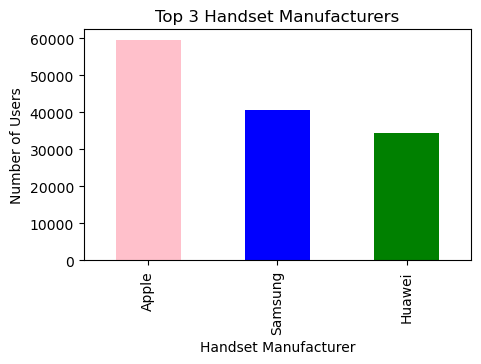 Top 3 Handset Manufacturers
Number of Users
60000
50000
40000
30000
20000
10000
0
Apple
Samsung
Huawei
Handset Manufacturer